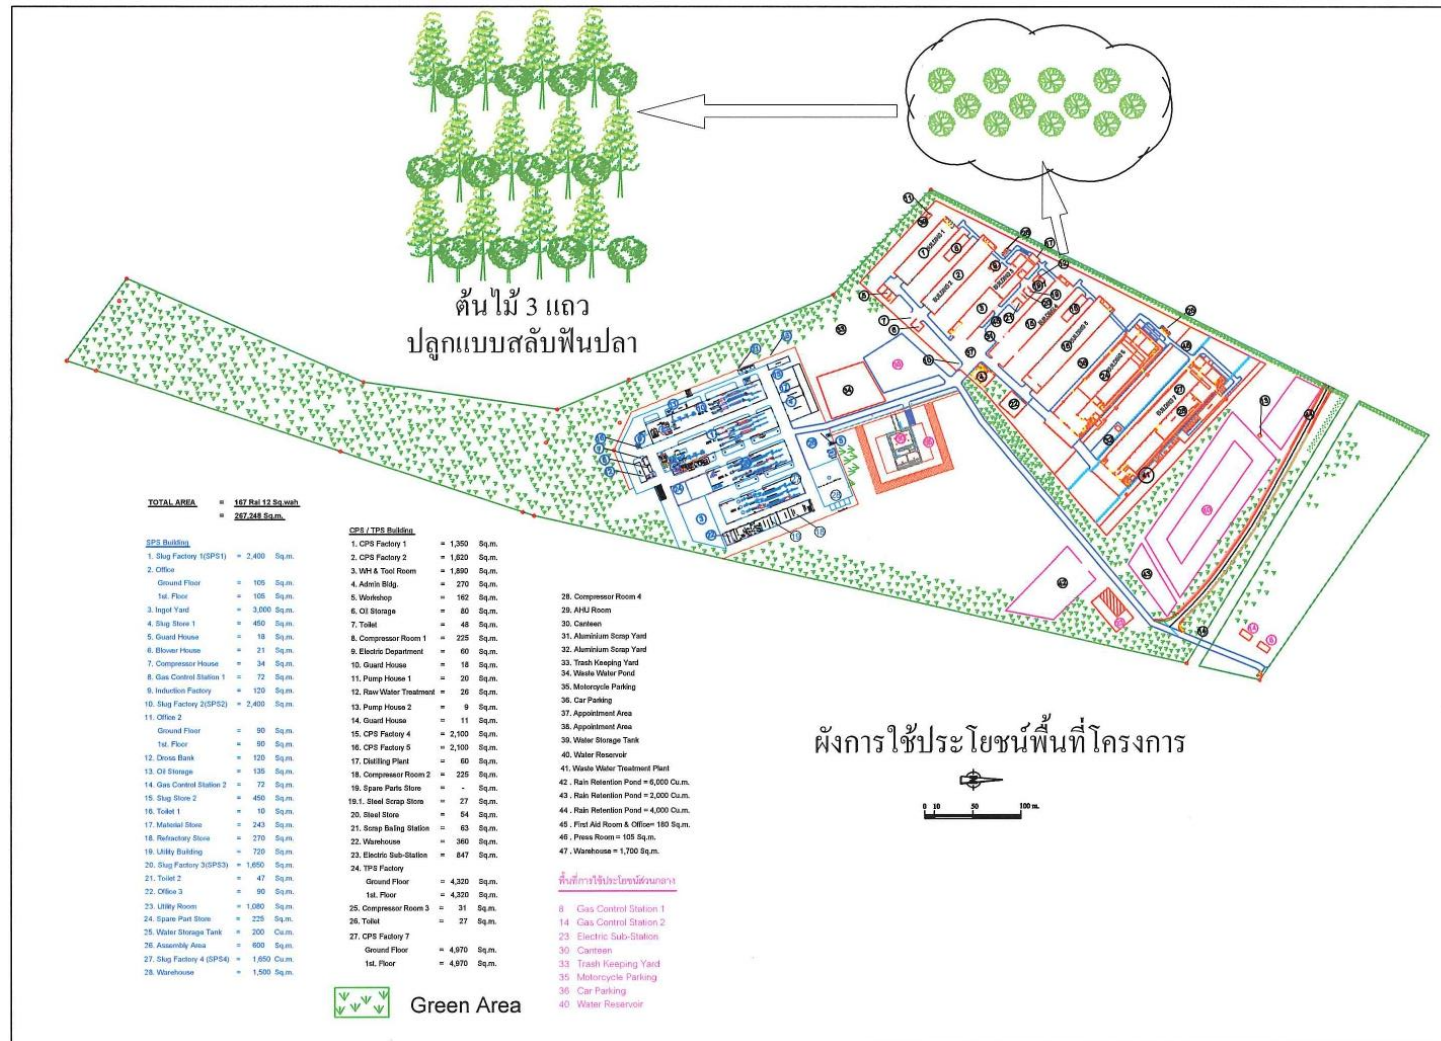 ต้นไม้ 3 แถว
ปลูกแบบสลับฟันปลา
TOTAL AREA = 167 Rai 12 Sq.wah
= 267,248 Sq.m.
SPS Building
1. Slug Factory 1(SPS1) = 2,400 Sq.m.
2. Office
Ground Floor = 105 Sq.m.
1st. Floor = 105 Sq.m.
3. Ingot Yard = 3,000 Sq.m.
4. Slug Store 1 = 450 Sq.m.
5. Guard House = 18 Sq.m.
6. Blower House = 21 Sq.m.
7. Compressor House = 34 Sq.m.
8. Gas Control Station 1 = 72 Sq.m.
9. Induction Factory = 120 Sq.m.
10. Slug Factory 2(SPS2) = 2,400 Sq.m.
11. Office 2
Ground Floor = 90 Sq.m.
1st. Floor = 90 Sq.m.
12. Dross Bank = 120 Sq.m.
13. Oil Storage = 135 Sq.m.
14. Gas Control Station 2 = 72 Sq.m.
15. Slug Store 2 = 450 Sq.m.
16. Toilet 1 = 10 Sq.m.
17. Material Store = 243 Sq.m.
18. Refractory Store = 270 Sq.m.
19. Utility Building = 720 Sq.m.
20. Slug Factory 3(SPS3) = 1,650 Sq.m.
21. Toilet 2 = 47 Sq.m.
22. Office 3 = 90 Sq.m.
23. Utility Room = 1,080 Sq.m.
24. Spare Part Store = 225 Sq.m.
25. Water Storage Tank = 200 Cu.m.
26. Assembly Area = 600 Sq.m.
27. Slug Factory 4 (SPS4) = 1,650 Cu.m.
28. Warehouse = 1,500 Sq.m.
CPS / TPS Building
1. CPS Factory 1 = 1,350 Sq.m.
2. CPS Factory 2 = 1,620 Sq.m.
3. WH & Tool Room = 1,890 Sq.m.
4. Admin Bldg. = 270 Sq.m.
5. Workshop = 162 Sq.m.
6. Oil Storage = 80 Sq.m.
7. Toilet = 48 Sq.m.
8. Compressor Room 1 = 225 Sq.m.
9. Electric Department = 60 Sq.m.
10. Guard House = 18 Sq.m.
11. Pump House 1 = 20 Sq.m.
12. Raw Water Treatment = 26 Sq.m.
13. Pump House 2 = 9 Sq.m.
14. Guard House = 11 Sq.m.
15. CPS Factory 4 = 2,100 Sq.m.
16. CPS Factory 5 = 2,100 Sq.m.
17. Distilling Plant = 60 Sq.m.
18. Compressor Room 2 = 225 Sq.m.
19. Spare Parts Store = - Sq.m.
19.1. Steel Scrap Store = 27 Sq.m.
20. Steel Store = 54 Sq.m.
21. Scrap Baling Station = 63 Sq.m.
22. Warehouse = 360 Sq.m.
23. Electric Sub-Station = 847 Sq.m.
24. TPS Factory
Ground Floor = 4,320 Sq.m.
1st. Floor = 4,320 Sq.m.
25. Compressor Room 3 = 31 Sq.m.
26. Toilet = 27 Sq.m.
27. CPS Factory 7
Ground Floor = 4,970 Sq.m.
1st. Floor = 4,970 Sq.m.
28. Compressor Room 4
29. AHU Room
30. Canteen
31. Aluminium Scrap Yard
32. Aluminium Scrap Yard
33. Trash Keeping Yard
34. Waste Water Pond
35. Motorcycle Parking
36. Car Parking
37. Appointment Area
38. Appointment Area
39. Water Storage Tank
40. Water Reservoir
41. Waste Water Treatment Plant
42 . Rain Retention Pond = 6,000 Cu.m.
43 . Rain Retention Pond = 2,000 Cu.m.
44 . Rain Retention Pond = 4,000 Cu.m.
45 . First Aid Room & Office= 180 Sq.m.
46 . Press Room = 105 Sq.m.
47 . Warehouse = 1,700 Sq.m.
พื้นที่การใช้ประโยชน์ส่วนกลาง
8 Gas Control Station 1
14 Gas Control Station 2
23 Electric Sub-Station
30 Canteen
33 Trash Keeping Yard
35 Motorcycle Parking
36 Car Parking
40 Water Reservoir
ผังการใช้ประโยชน์พื้นที่โครงการ
0 10 50 100 m.
Green Area
BUILDING 1
BUILDING 2
BUILDING 3
BUILDING 4
BUILDING 5
BUILDING 6
BUILDING 7